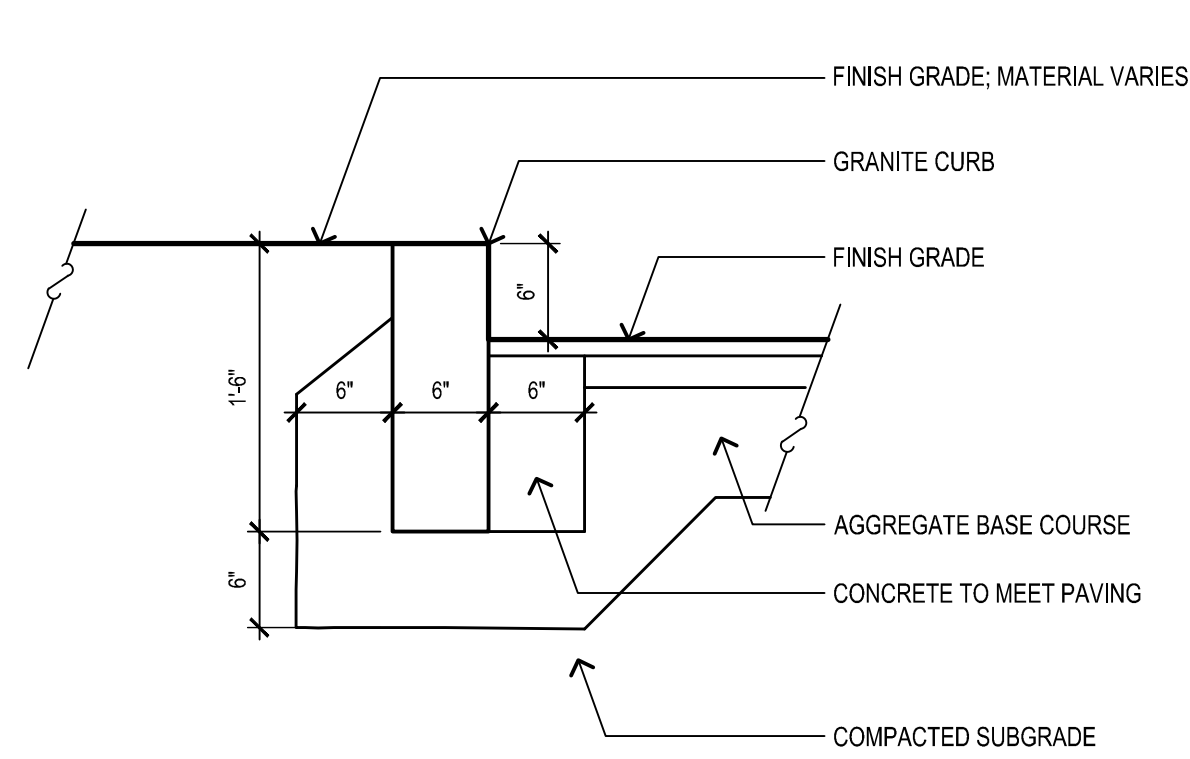 FINISH GRADE; MATERIAL VARIES
GRANITE CURB
FINISH GRADE
6"
1'-6"
6" 6" 6"
AGGREGATE BASE COURSE
6"
CONCRETE TO MEET PAVING
COMPACTED SUBGRADE